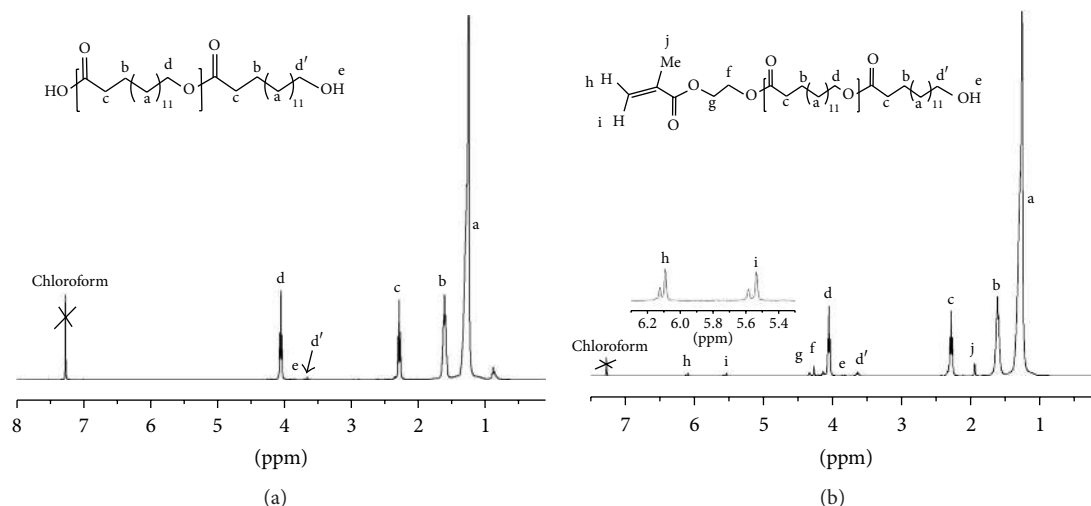 O
b
d
O
b
d′
e
HO
O
OH
c
a
11
c
a
11
Chloroform
d
c
b
a
e
d′
8
7
6
5
4
3
2
1
(ppm)
(a)
j
Me
f
O
b
d
O
b
d′
e
h
H
O
O
O
OH
g
c
a
11
c
a
11
i
H
O
h
i
6.2
6.0
5.8
5.6
5.4
(ppm)
Chloroform
h
i
g
f
d
e
d′
c
j
b
a
7
6
5
4
3
2
1
(ppm)
(b)